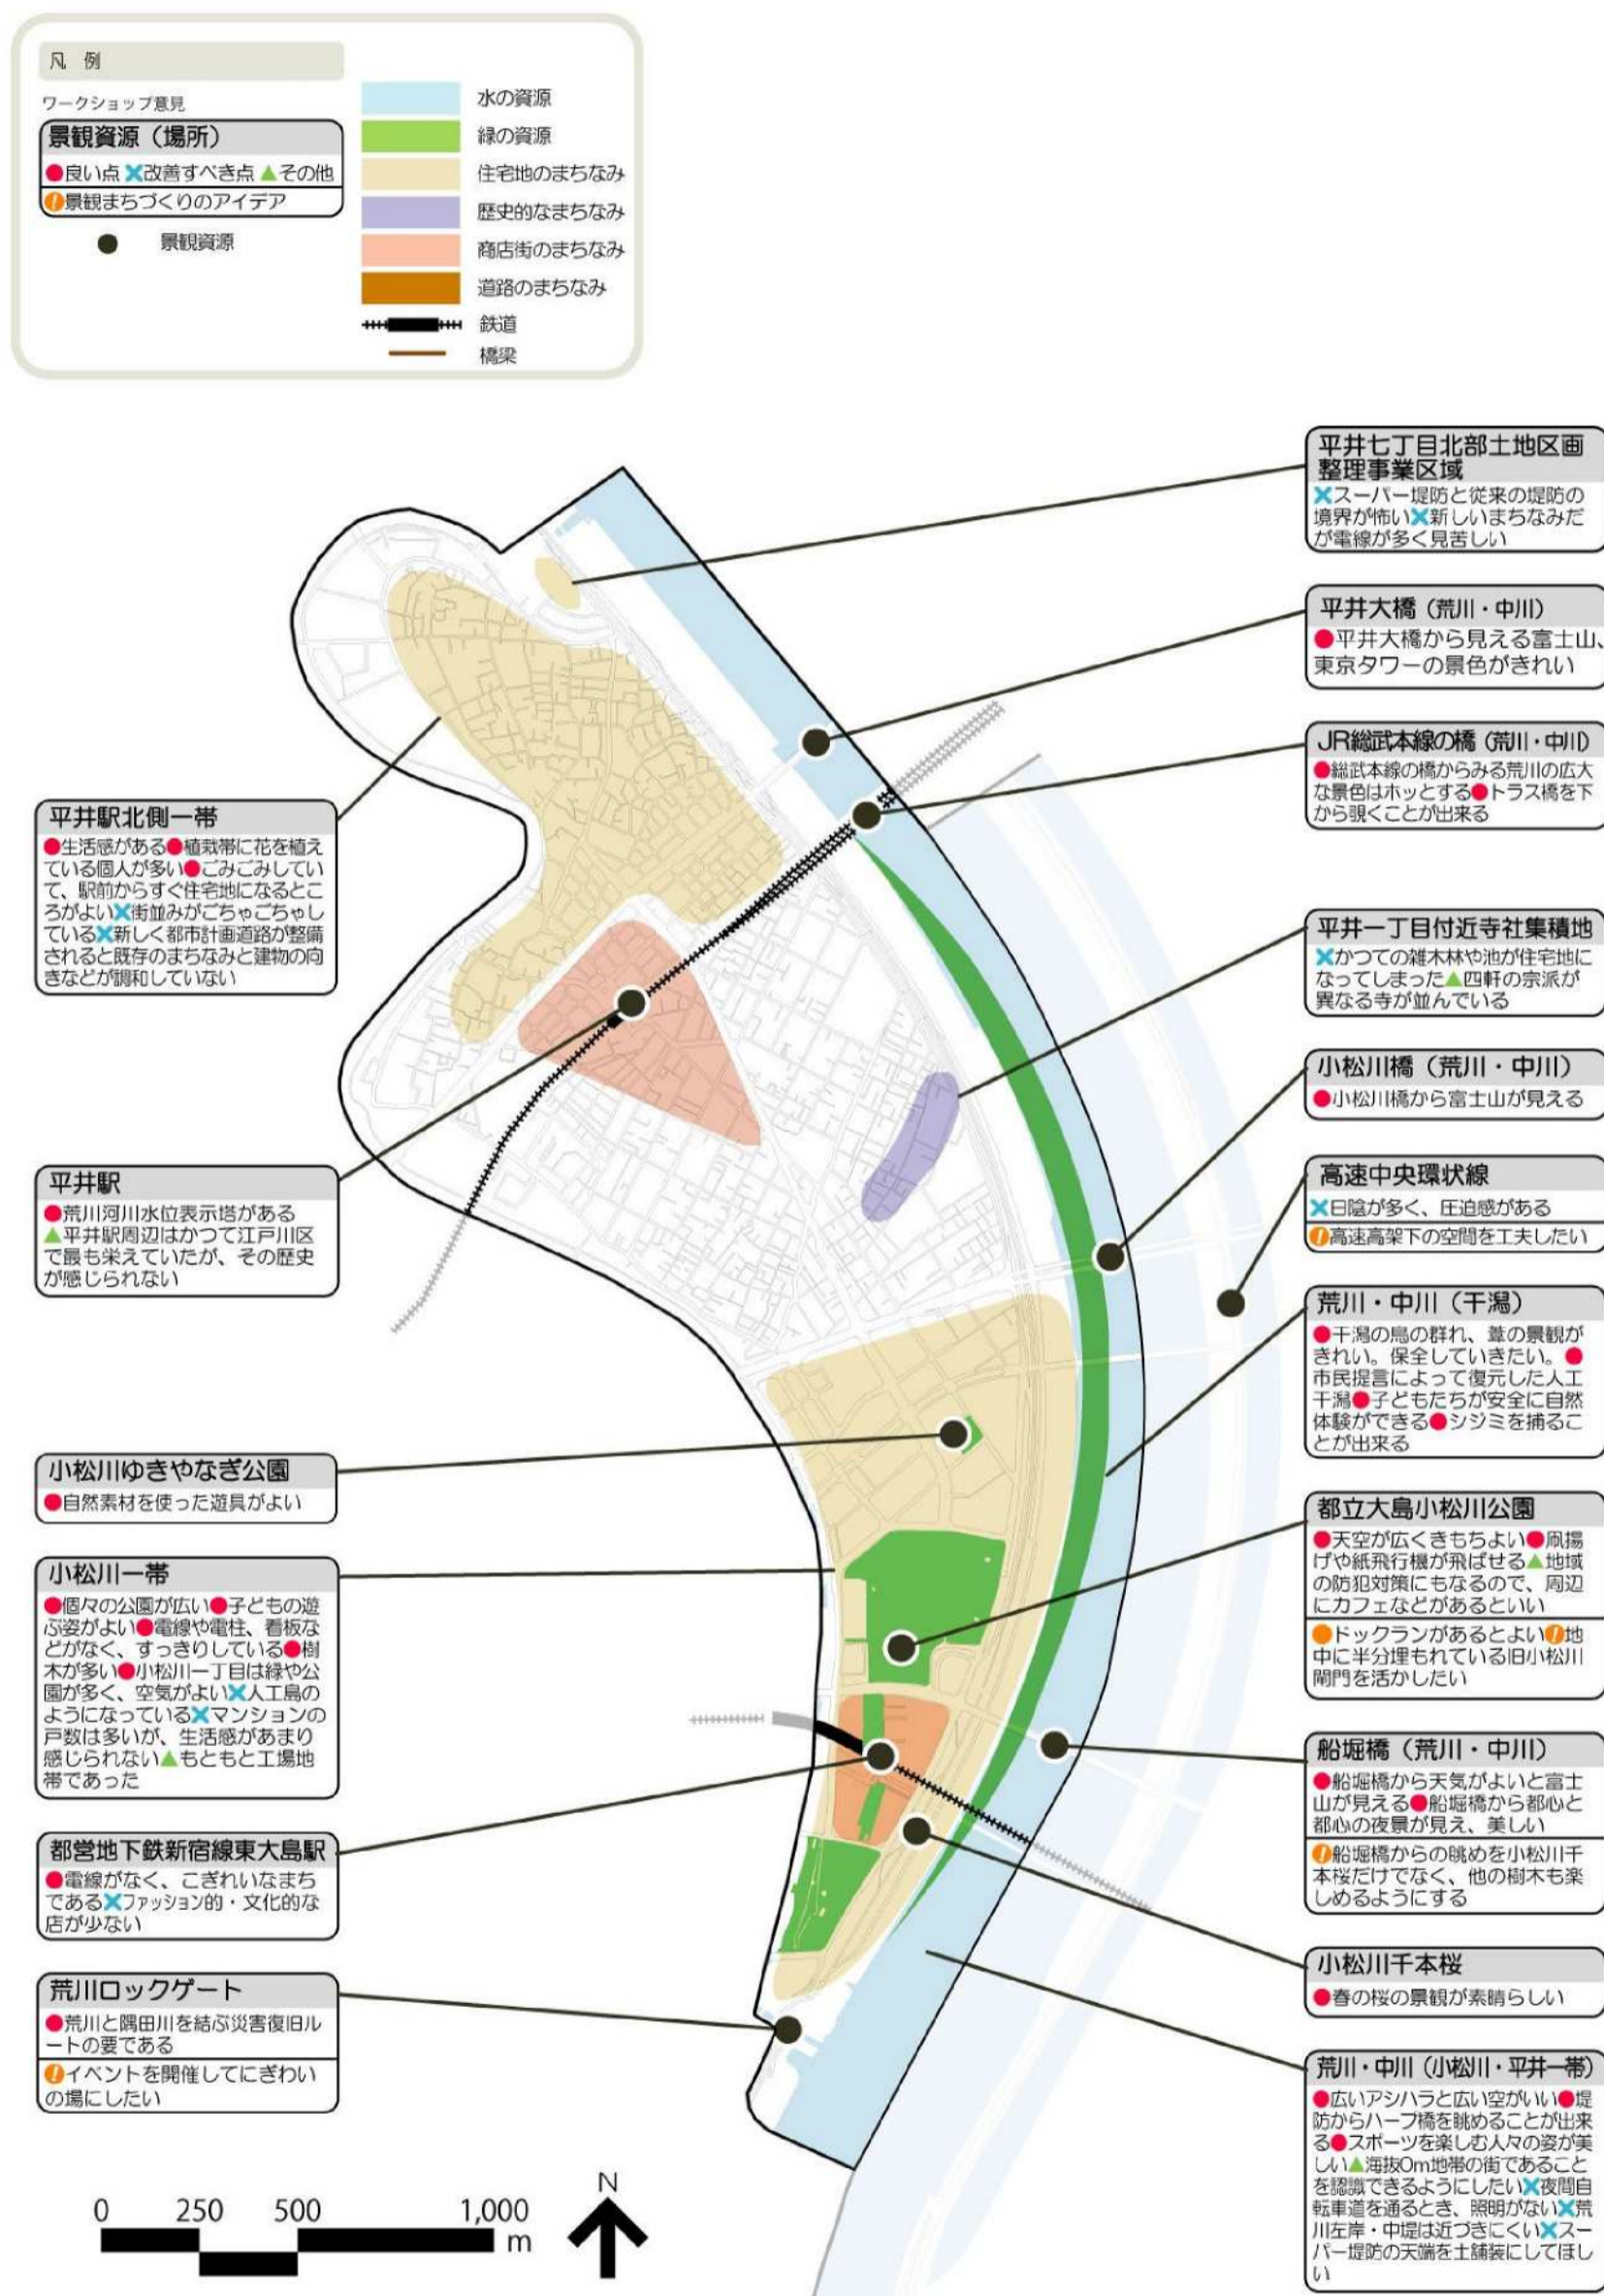 凡 例
ワークショップ意見
景観資源（場所）
●良い点 ✖改善すべき点 ▲その他
!景観まちづくりのアイデア
● 景観資源
水の資源
緑の資源
住宅地のまちなみ
歴史的なまちなみ
商店街のまちなみ
道路のまちなみ
鉄道
橋梁
平井七丁目北部土地区画
整理事業区域
✖スーパー堤防と従来の堤防の
境界が怖い✖新しいまちなみだ
が電線が多く見苦しい
平井大橋（荒川・中川）
●平井大橋から見える富士山、
東京タワーの景色がきれい
JR総武本線の橋（荒川・中川）
●総武本線の橋からみる荒川の広大
な景色はホッとする●トラス橋を下
から覗くことが出来る
平井一丁目付近寺社集積地
✖かつての雑木林や池が住宅地に
なってしまった▲四軒の宗派が
異なる寺が並んでいる
小松川橋（荒川・中川）
●小松川橋から富士山が見える
高速中央環状線
✖日陰が多く、圧迫感がある
!高速高架下の空間を工夫したい
荒川・中川（干潟）
●干潟の鳥の群れ、葦の景観が
きれい。保全していきたい。●
市民提言によって復元した人工
干潟●子どもたちが安全に自然
体験ができる●シジミを捕るこ
とが出来る
都立大島小松川公園
●天空が広くきもちよい●凧揚
げや紙飛行機が飛ばせる▲地域
の防犯対策にもなるので、周辺
にカフェなどがあるといい
●ドックランがあるとよい!地
中に半分埋もれている旧小松川
閘門を活かしたい
船堀橋（荒川・中川）
●船堀橋から天気がよいと富士
山が見える●船堀橋から都心と
都心の夜景が見え、美しい
!船堀橋からの眺めを小松川千
本桜だけでなく、他の樹木も楽
しめるようにする
小松川千本桜
●春の桜の景観が素晴らしい
荒川・中川（小松川・平井一帯）
●広いアシハラと広い空がいい●堤
防からハープ橋を眺めることが出来
る●スポーツを楽しむ人々の姿が美
しい▲海抜0m地帯の街であること
を認識できるようにしたい✖夜間自
転車道を通るとき、照明がない✖荒
川左岸・中堤は近づきにくい✖スー
パー堤防の天端を土舗装にしてほし
い
平井駅北側一帯
●生活感がある●植栽帯に花を植え
ている個人が多い●ごみごみしてい
て、駅前からすぐ住宅地になるとこ
ろがよい✖街並みがごちゃごちゃし
ている✖新しく都市計画道路が整備
されると既存のまちなみと建物の向
きなどが調和していない
平井駅
●荒川河川水位表示塔がある
▲平井駅周辺はかつて江戸川区
で最も栄えていたが、その歴史
が感じられない
小松川ゆきやなぎ公園
●自然素材を使った遊具がよい
小松川一帯
●個々の公園が広い●子どもの遊
ぶ姿がよい●電線や電柱、看板な
どがなく、すっきりしている●樹
木が多い●小松川一丁目は緑や公
園が多く、空気がよい✖人工島の
ようになっている✖マンションの
戸数は多いが、生活感があまり
感じられない▲もともと工場地
帯であった
都営地下鉄新宿線東大島駅
●電線がなく、こぎれいなまち
である✖ファッション的・文化的な
店が少ない
荒川ロックゲート
●荒川と隅田川を結ぶ災害復旧ル
ートの要である
!イベントを開催してにぎわい
の場にしたい
0 250 500 1,000
m
N